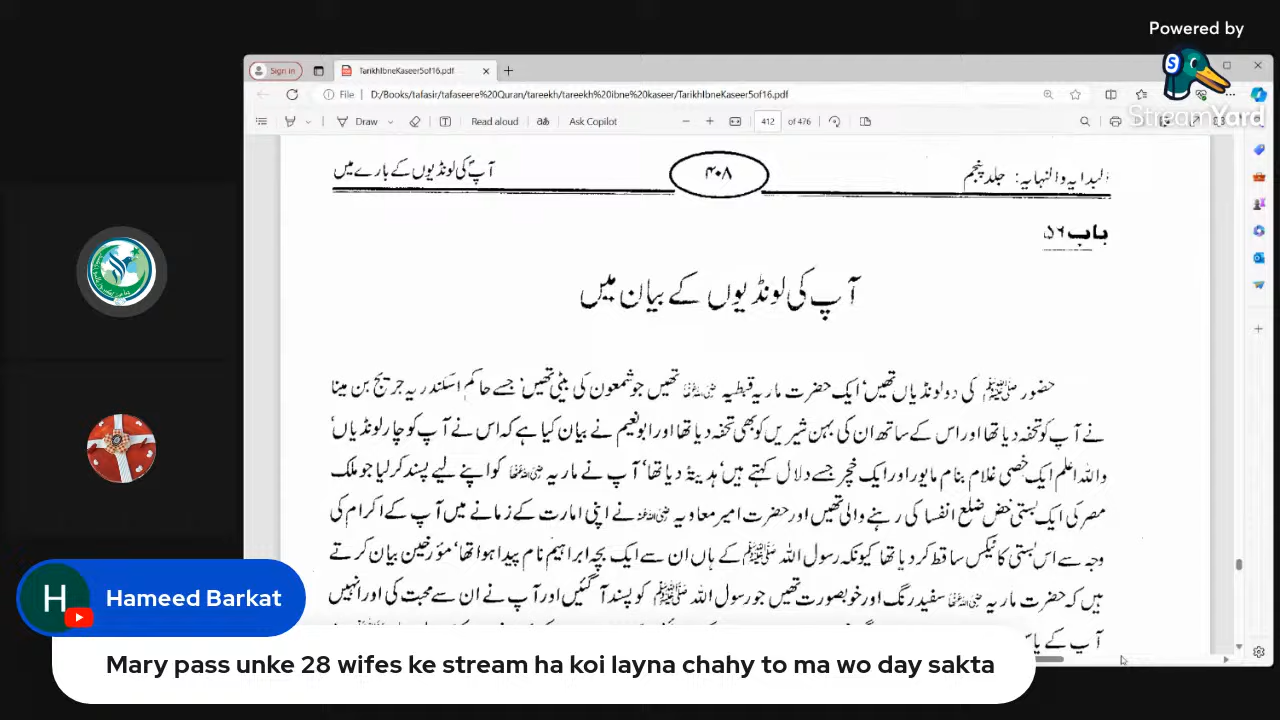 Powered by
StreamYard
Sign in
TarikhIbneKaseer5of16.pdf
File
D:/Books/tafasir/tafaseere%20Quran/tareekh/tareekh%20ibne%20kaseer/TarikhIbneKaseer5of16.pdf
Draw
Read aloud
Ask Copilot
412 of 476
البدایہ والنہایہ: جلد پنجم
۴۰۸
آپؐ کی لونڈیوں کے بارے میں
باب ۵۶
آپ کی لونڈیوں کے بیان میں
حضور ﷺ کی دو لونڈیاں تھیں' ایک حضرت ماریہ قبطیہ تھیں جو شمعون کی بیٹی تھیں' جسے حاکم اسکندریہ جریج بن مینا
نے آپ کو تحفہ دیا تھا اور اس کے ساتھ ان کی بہن شیریں کو بھی تحفہ دیا تھا اور ابونعیم نے بیان کیا ہے کہ اس نے آپ کو چار لونڈیاں'
واللہ اعلم ایک خصی غلام بنام مابور اور ایک خچر جسے دلال کہتے ہیں' ہدیۃً دیا تھا' آپ نے ماریہ کو اپنے لیے پسند کر لیا جو ملک
مصر کی ایک بستی ضلع انفسا کی رہنے والی تھیں اور حضرت امیر معاویہ نے اپنی امارت کے زمانے میں آپ کے اکرام کی
وجہ سے اس بستی کا ٹیکس ساقط کر دیا تھا کیونکہ رسول اللہ ﷺ کے ہاں ان سے ایک بچہ ابراہیم نام پیدا ہوا تھا' مؤرخین بیان کرتے
ہیں کہ حضرت ماریہ سفید رنگ اور خوبصورت تھیں جو رسول اللہ ﷺ کو پسند آ گئیں اور آپ نے ان سے محبت کی اور انہیں
آپ کے
H
Hameed Barkat
Mary pass unke 28 wifes ke stream ha koi layna chahy to ma wo day sakta